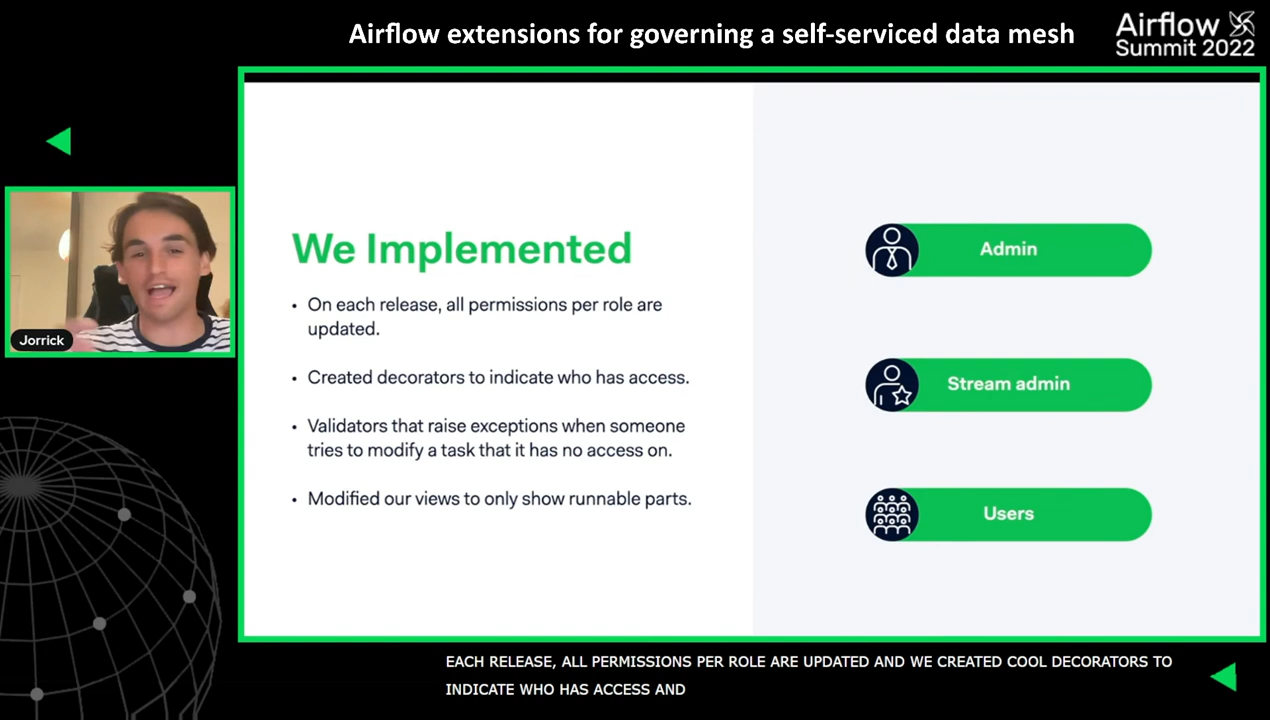 Airflow extensions for governing a self-serviced data mesh
Airflow
Summit 2022
Jorrick
We Implemented
• On each release, all permissions per role are
updated.
• Created decorators to indicate who has access.
• Validators that raise exceptions when someone
tries to modify a task that it has no access on.
• Modified our views to only show runnable parts.
Admin
Stream admin
Users
EACH RELEASE, ALL PERMISSIONS PER ROLE ARE UPDATED AND WE CREATED COOL DECORATORS TO
INDICATE WHO HAS ACCESS AND